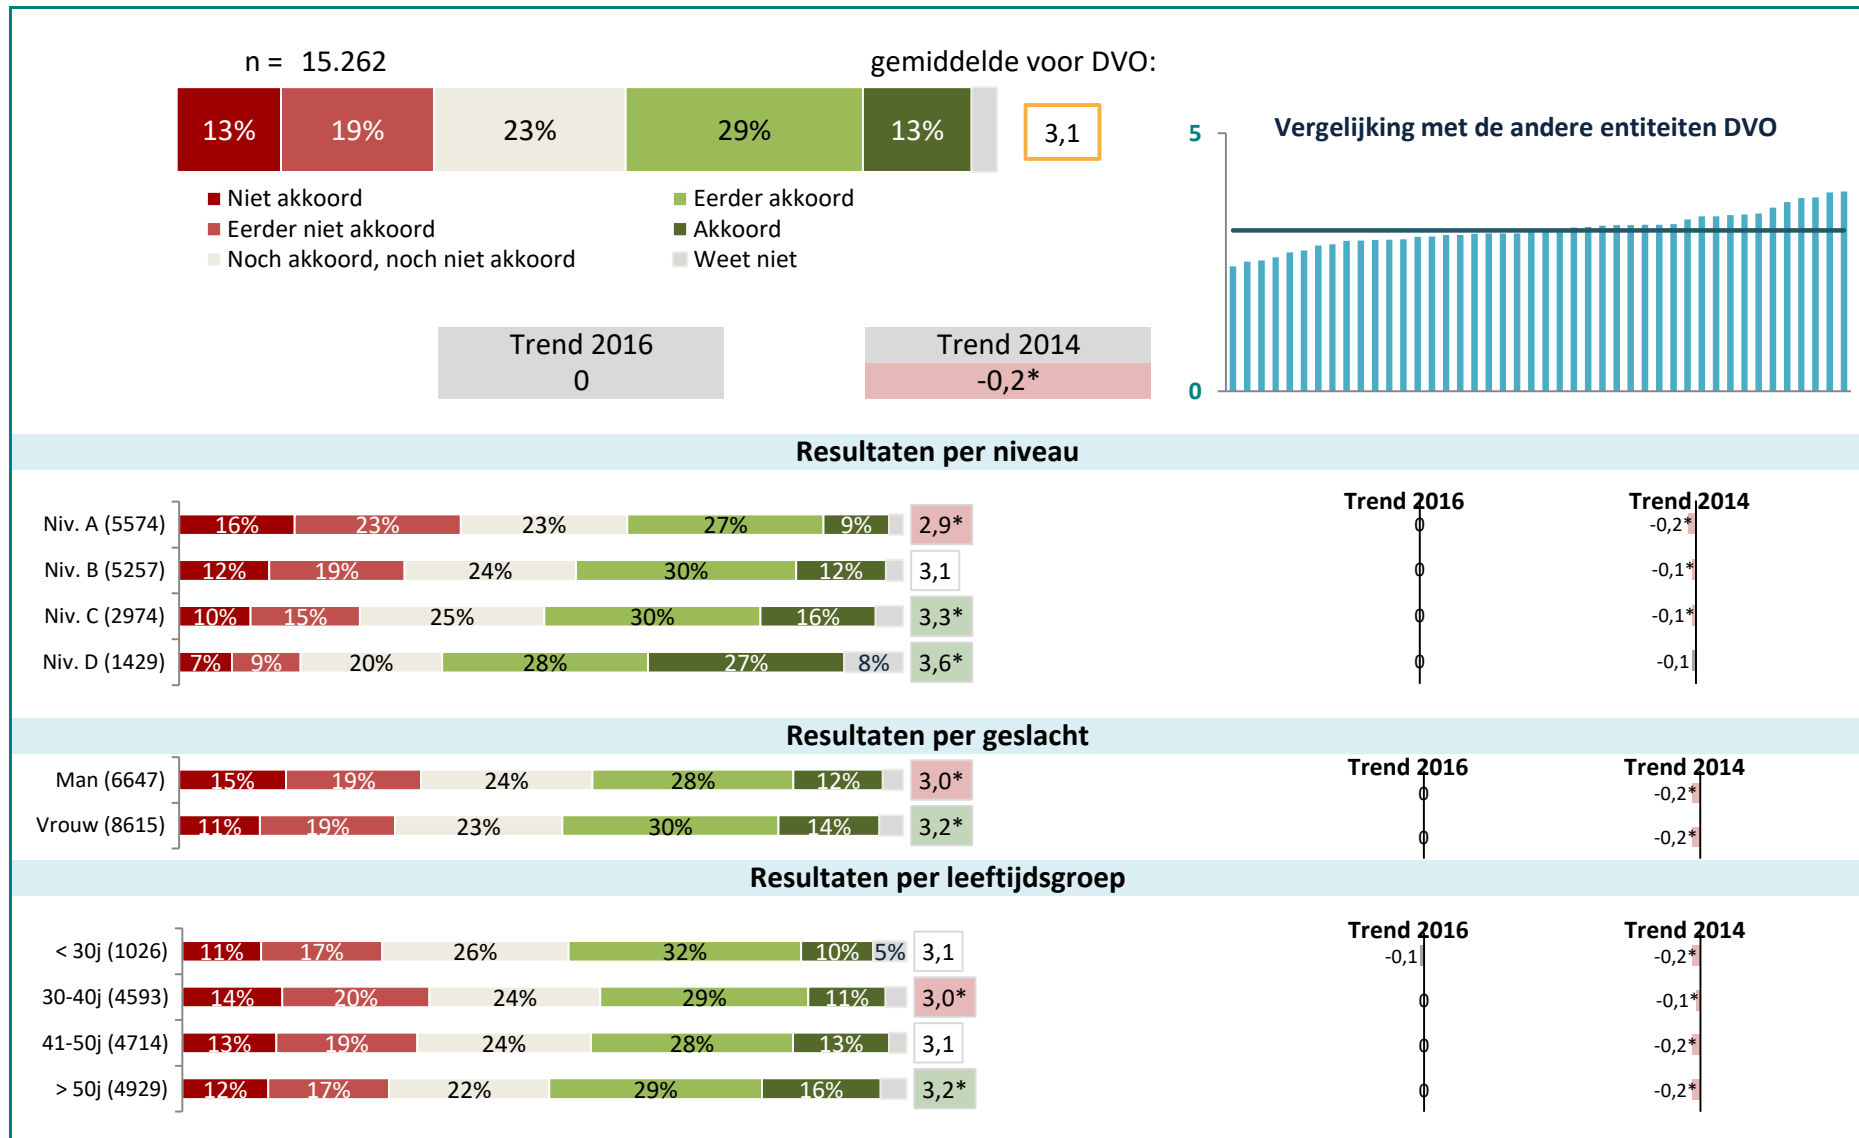 n = 15.262
gemiddelde voor DVO:
13% 19% 23% 29% 13% 3,1
Niet akkoord
Eerder akkoord
Eerder niet akkoord
Akkoord
Noch akkoord, noch niet akkoord
Weet niet
Vergelijking met de andere entiteiten DVO
5
0
Trend 2016
0
Trend 2014
-0,2*
Resultaten per niveau
Trend 2016 Trend 2014
Niv. A (5574) 16% 23% 23% 27% 9% 2,9* 0 -0,2*
Niv. B (5257) 12% 19% 24% 30% 12% 3,1 0 -0,1*
Niv. C (2974) 10% 15% 25% 30% 16% 3,3* 0 -0,1*
Niv. D (1429) 7% 9% 20% 28% 27% 8% 3,6* 0 -0,1
Resultaten per geslacht
Trend 2016 Trend 2014
Man (6647) 15% 19% 24% 28% 12% 3,0* 0 -0,2*
Vrouw (8615) 11% 19% 23% 30% 14% 3,2* 0 -0,2*
Resultaten per leeftijdsgroep
Trend 2016 Trend 2014
< 30j (1026) 11% 17% 26% 32% 10% 5% 3,1 -0,1 -0,2*
30-40j (4593) 14% 20% 24% 29% 11% 3,0* 0 -0,1*
41-50j (4714) 13% 19% 24% 28% 13% 3,1 0 -0,2*
> 50j (4929) 12% 17% 22% 29% 16% 3,2* 0 -0,2*